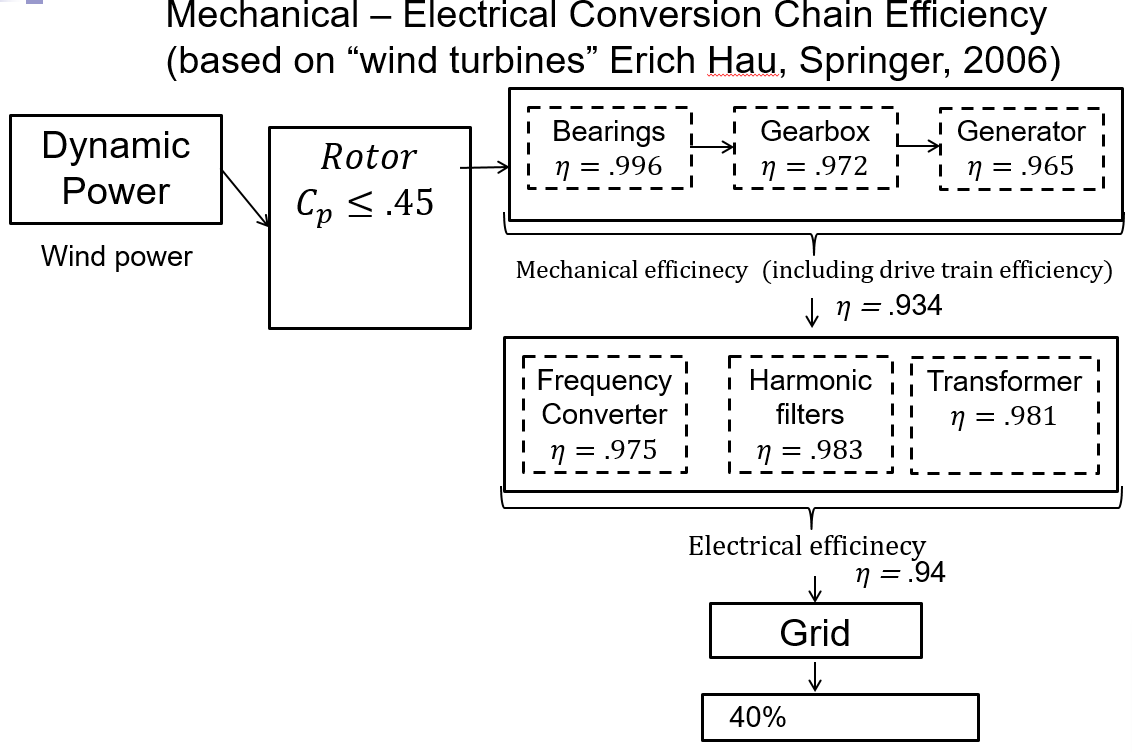 Mechanical – Electrical Conversion Chain Efficiency
(based on “wind turbines” Erich Hau, Springer, 2006)
Dynamic
Power
Wind power
Rotor
Cₚ ≤ .45
Bearings
η = .996
Gearbox
η = .972
Generator
η = .965
Mechanical efficinecy (including drive train efficiency)
η = .934
Frequency
Converter
η = .975
Harmonic
filters
η = .983
Transformer
η = .981
Electrical efficinecy
η = .94
Grid
40%